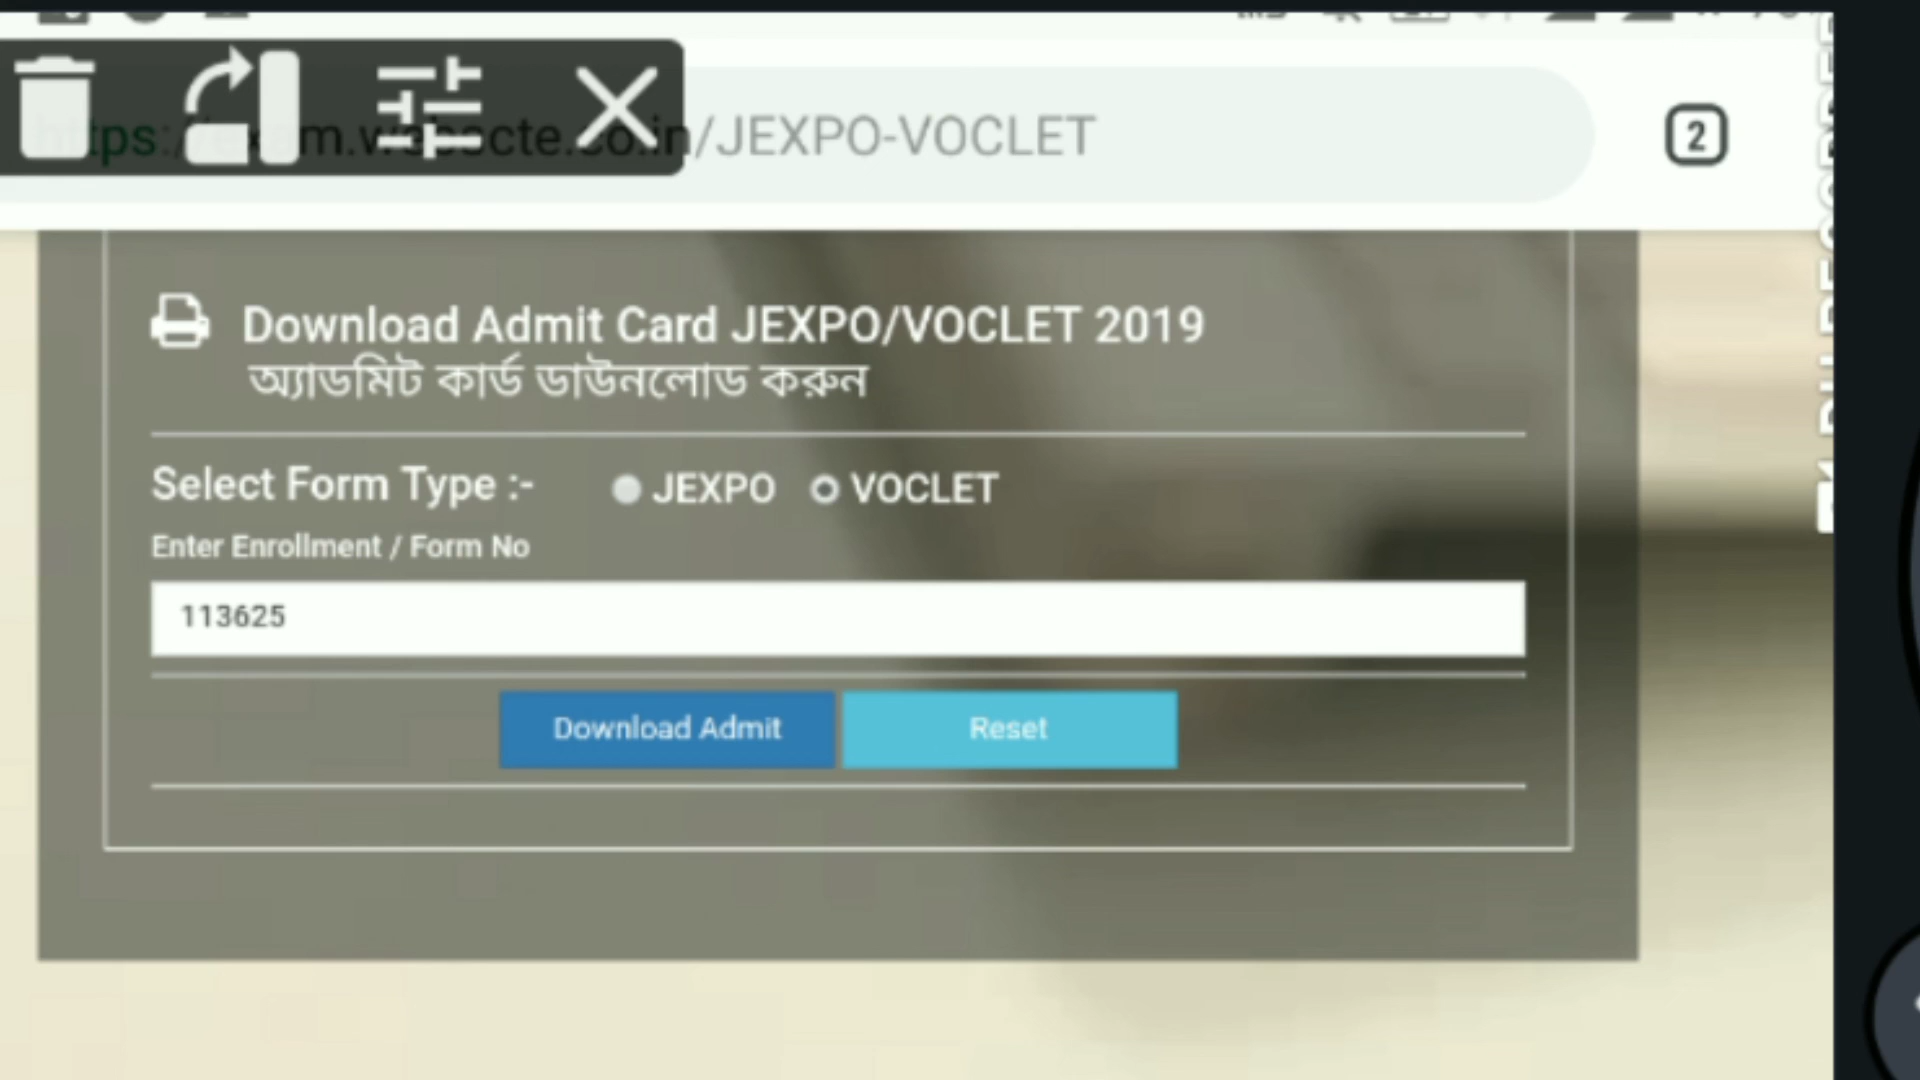 /JEXPO-VOCLET
2
Download Admit Card JEXPO/VOCLET 2019
অ্যাডমিট কার্ড ডাউনলোড করুন
Select Form Type :- JEXPO VOCLET
Enter Enrollment / Form No
113625
Download Admit Reset